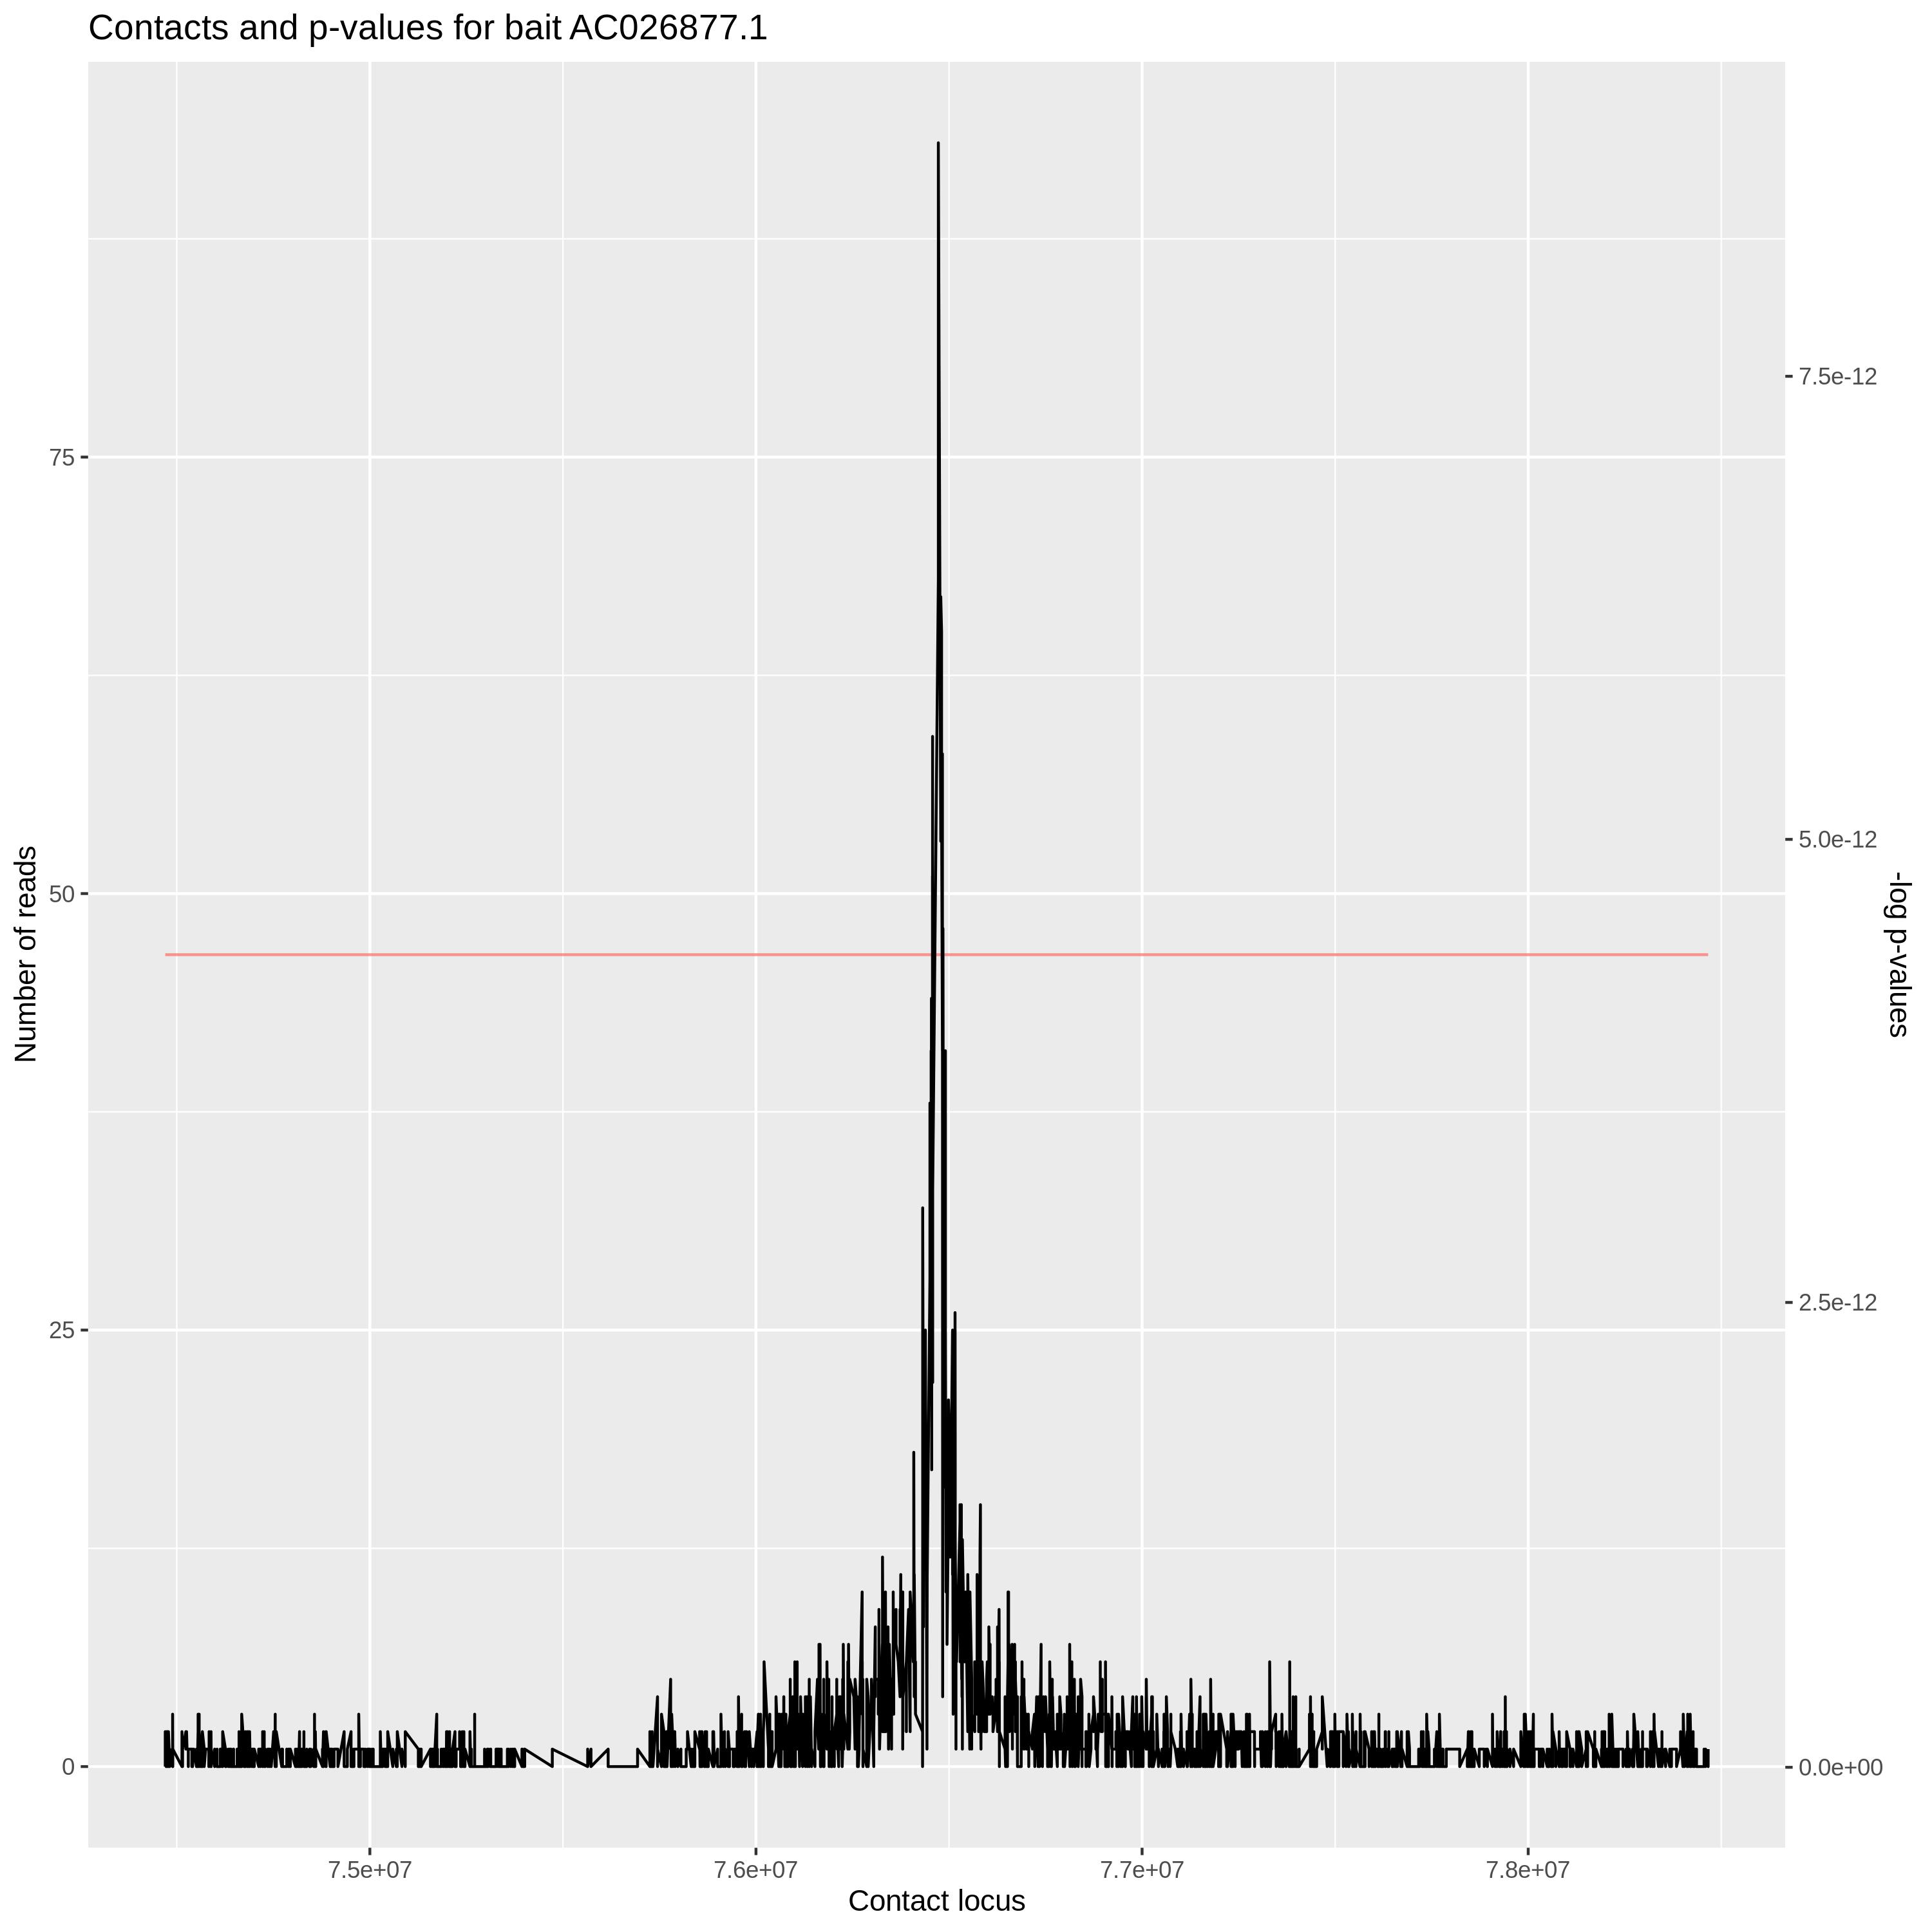 Contacts and p-values for bait AC026877.1
Number of reads
75
50
25
0
7.5e-12
5.0e-12
2.5e-12
0.0e+00
-log p-values
7.5e+07
7.6e+07
7.7e+07
7.8e+07
Contact locus